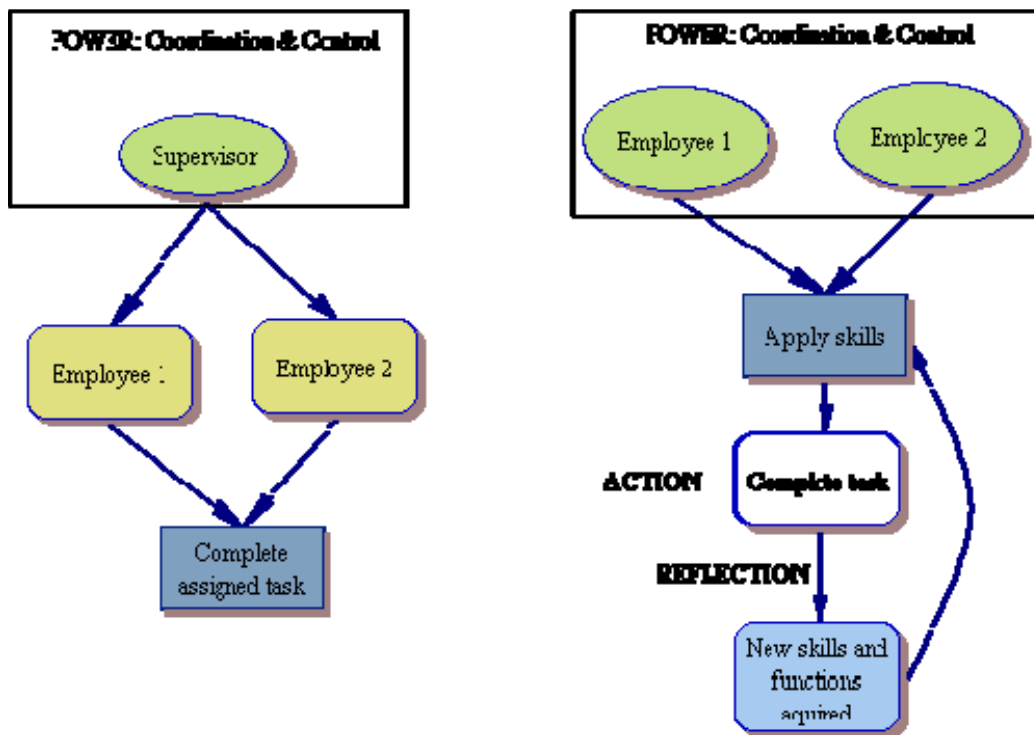 POWER: Coordination & Control
Supervisor
Employee 1
Employee 2
Complete
assigned task
POWER: Coordination & Control
Employee 1
Employee 2
Apply skills
ACTION
Complete task
REFLECTION
New skills and
functions
aquired